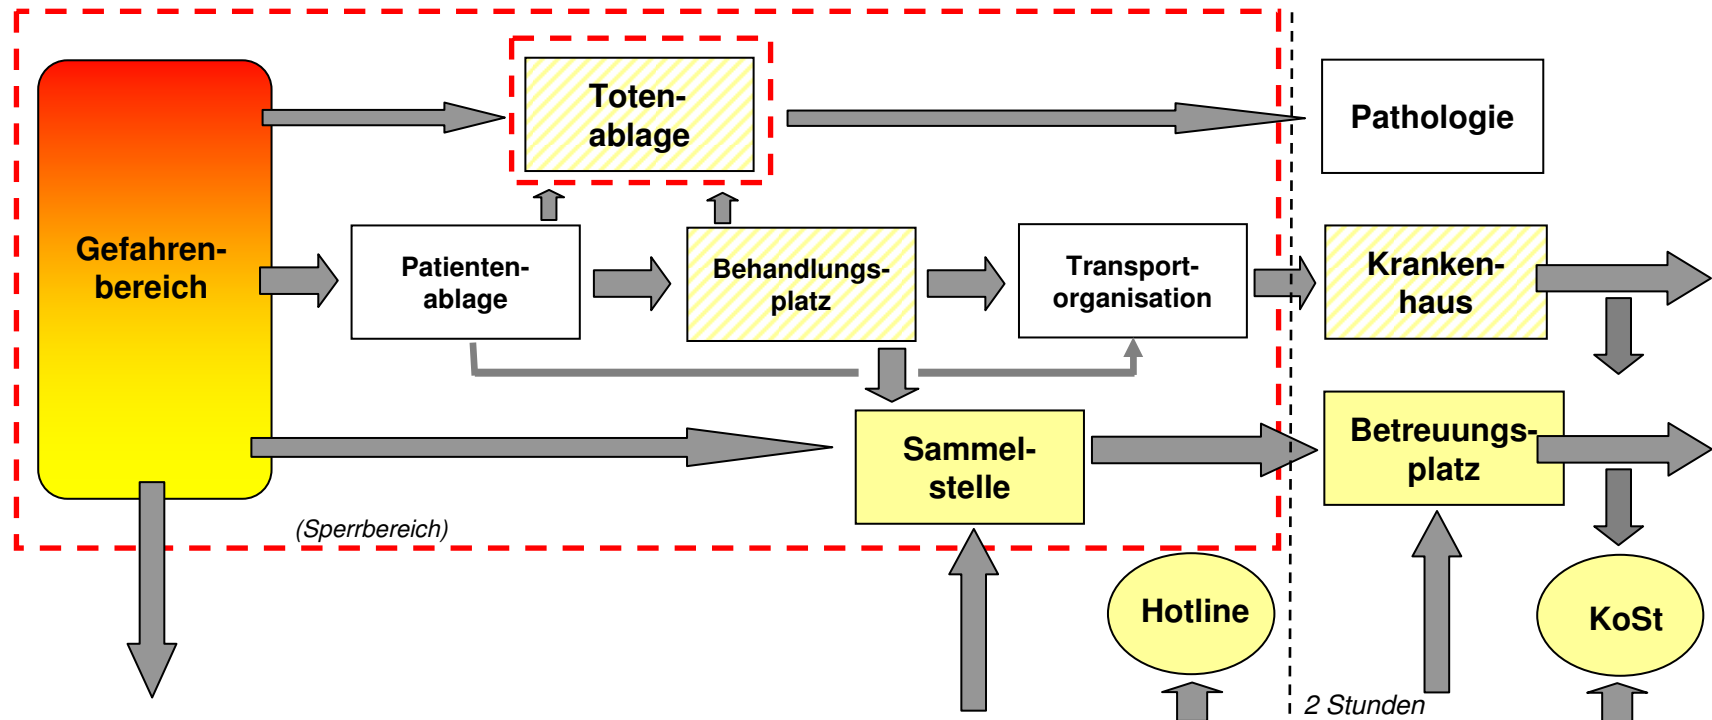 Toten-
ablage
Pathologie
Gefahren-
bereich
Patienten-
ablage
Behandlungs-
platz
Transport-
organisation
Kranken-
haus
Sammel-
stelle
Betreuungs-
platz
(Sperrbereich)
Hotline
KoSt
2 Stunden